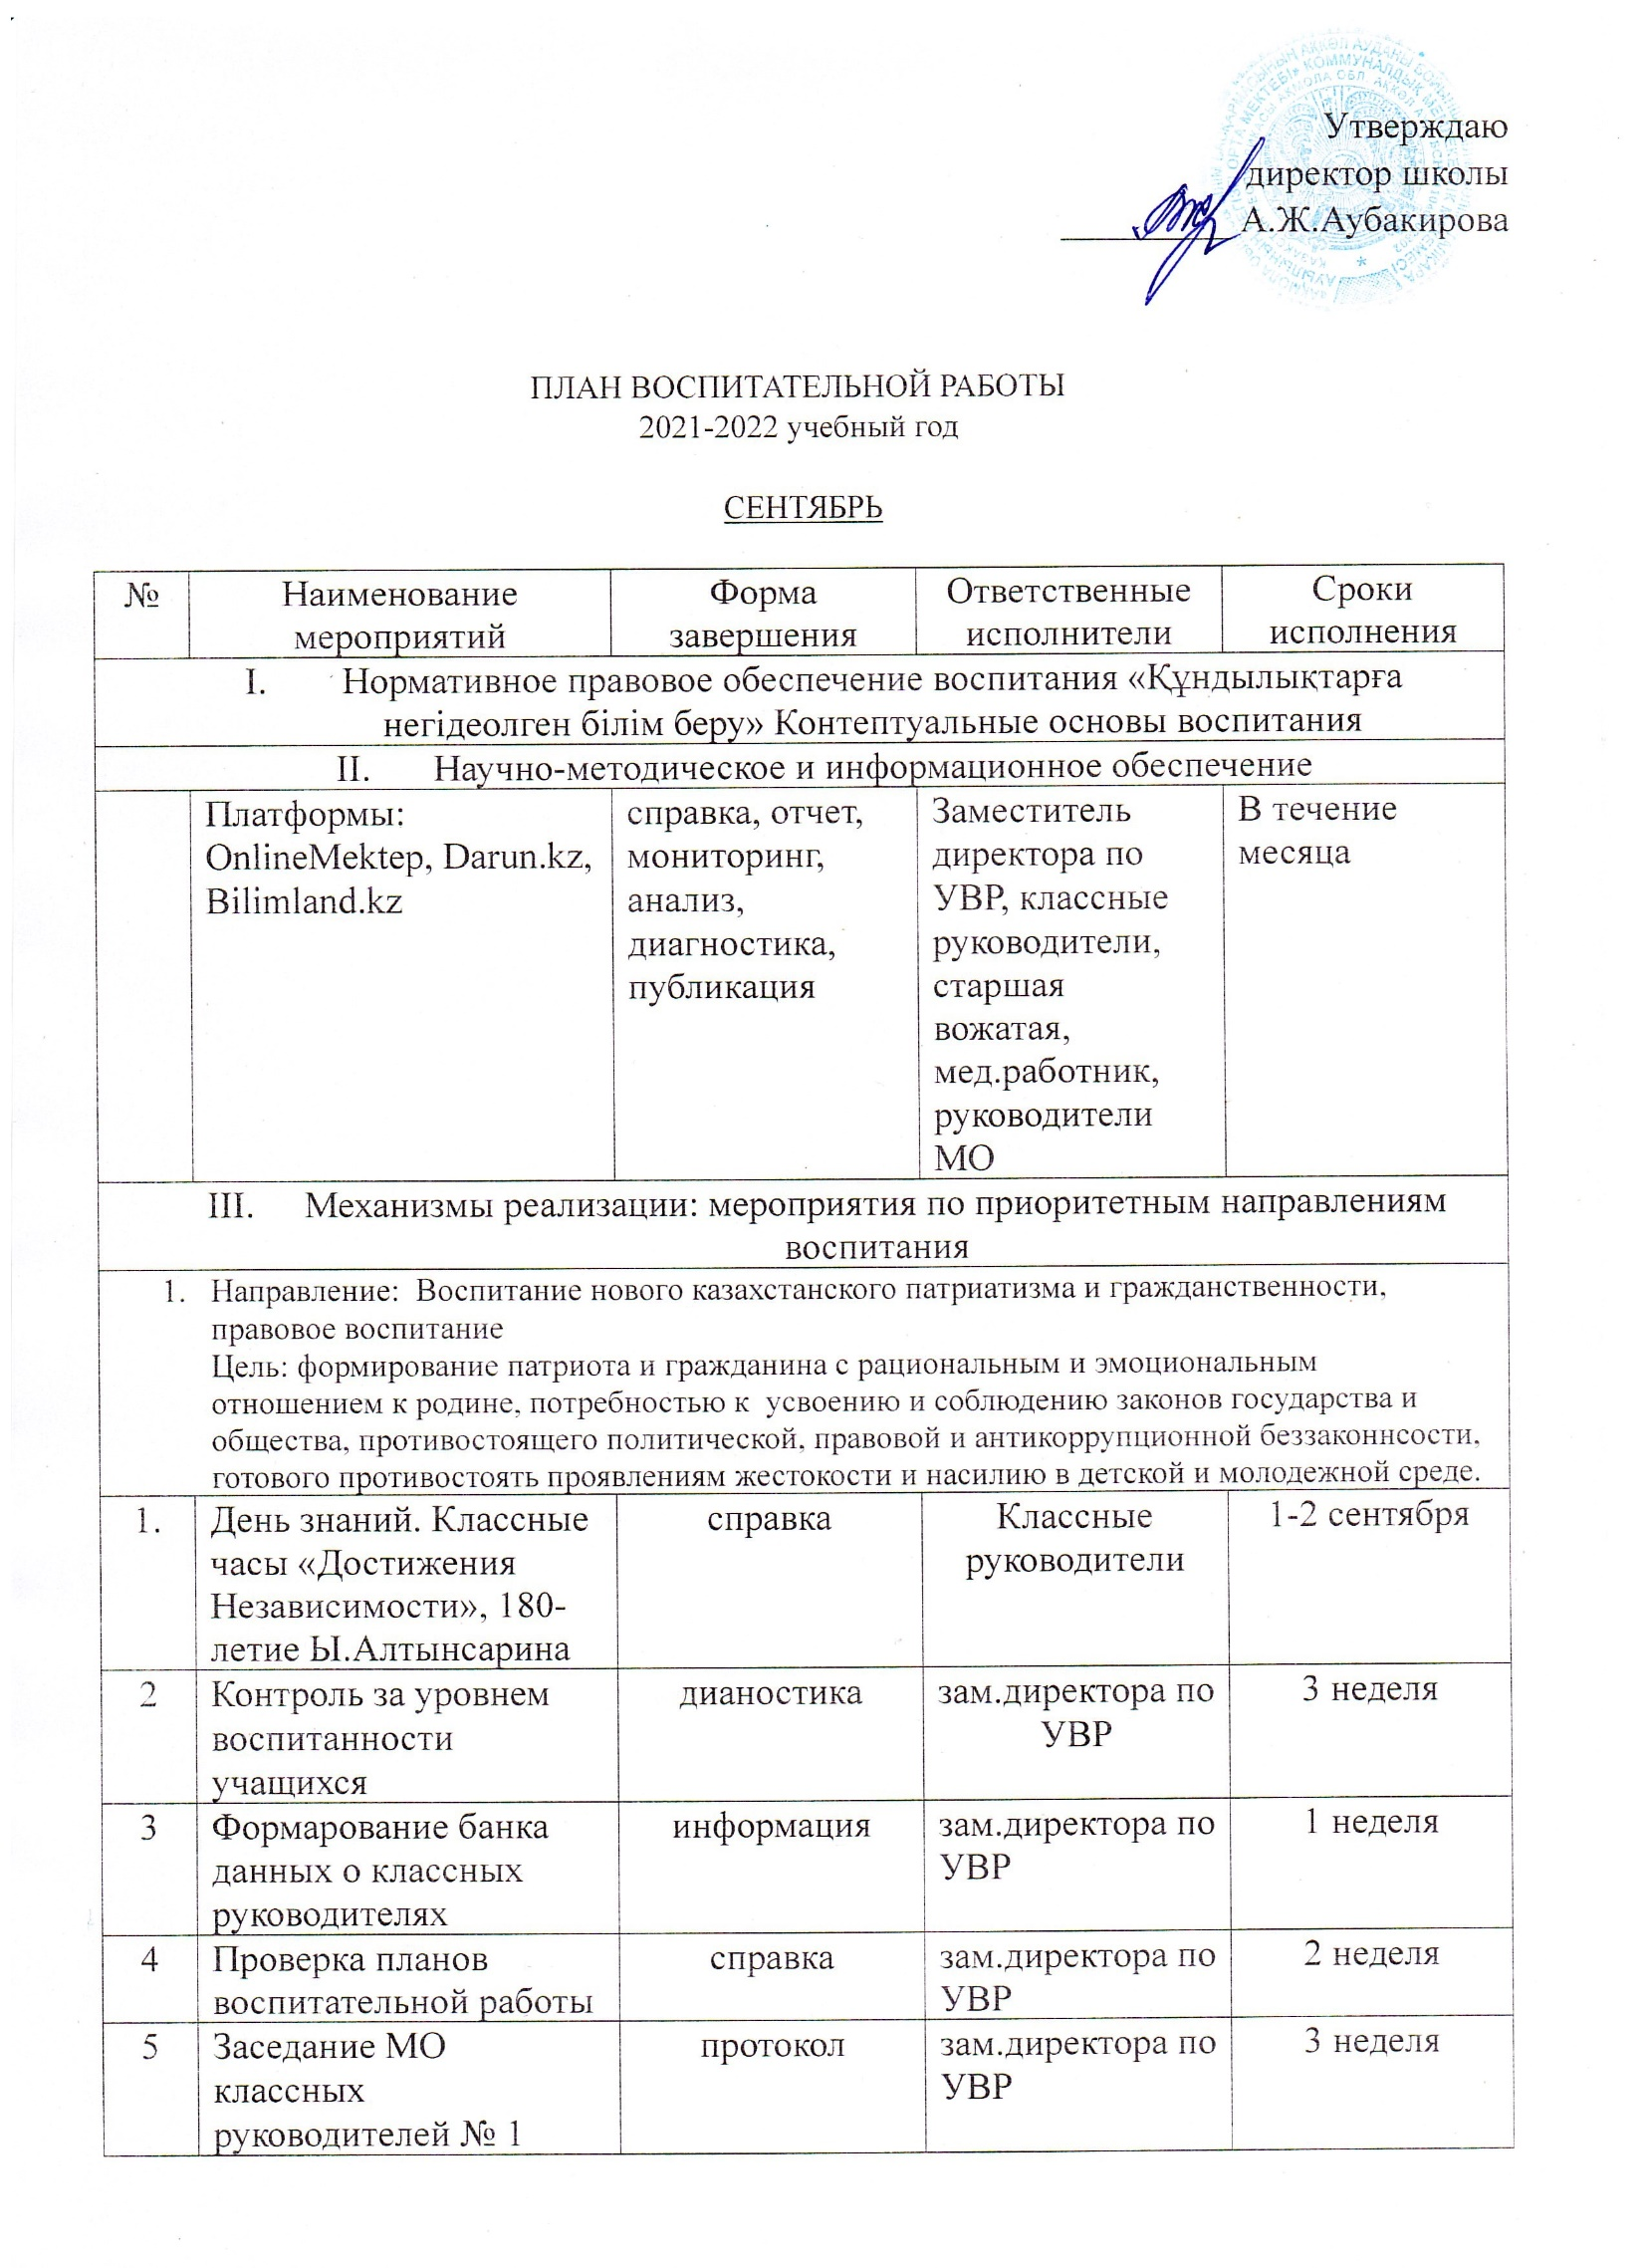 Утверждаю
директор школы
А.Ж.Аубакирова
ПЛАН ВОСПИТАТЕЛЬНОЙ РАБОТЫ
2021-2022 учебный год
СЕНТЯБРЬ
№ Наименование Форма Ответственные Сроки
мероприятий завершения исполнители исполнения
I. Нормативное правовое обеспечение воспитания «Құндылықтарға
негідеолген білім беру» Контептуальные основы воспитания
II. Научно-методическое и информационное обеспечение
Платформы: справка, отчет, Заместитель В течение
OnlineMektep, Darun.kz, мониторинг, директора по месяца
Bilimland.kz анализ, УВР, классные
диагностика, руководители,
публикация старшая
вожатая,
мед.работник,
руководители
МО
III. Механизмы реализации: мероприятия по приоритетным направлениям
воспитания
1. Направление: Воспитание нового казахстанского патриатизма и гражданственности,
правовое воспитание
Цель: формирование патриота и гражданина с рациональным и эмоциональным
отношением к родине, потребностью к усвоению и соблюдению законов государства и
общества, противостоящего политической, правовой и антикоррупционной беззаконнсости,
готового противостоять проявлениям жестокости и насилию в детской и молодежной среде.
1. День знаний. Классные справка Классные 1-2 сентября
часы «Достижения руководители
Независимости», 180-
летие Ы.Алтынсарина
2 Контроль за уровнем дианостика зам.директора по 3 неделя
воспитанности УВР
учащихся
3 Формарование банка информация зам.директора по 1 неделя
данных о классных УВР
руководителях
4 Проверка планов справка зам.директора по 2 неделя
воспитательной работы УВР
5 Заседание МО протокол зам.директора по 3 неделя
классных УВР
руководителей № 1